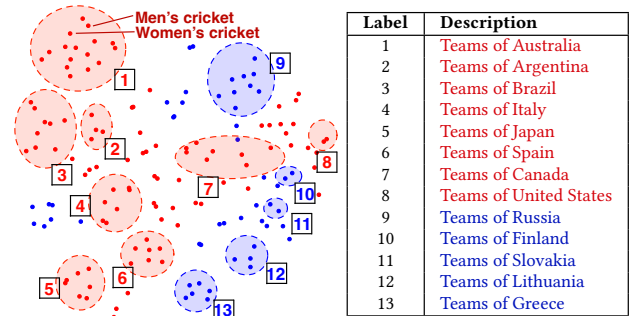 Men's cricket
Women's cricket
1
2
3
4
5
6
7
8
9
10
11
12
13
Label Description
1 Teams of Australia
2 Teams of Argentina
3 Teams of Brazil
4 Teams of Italy
5 Teams of Japan
6 Teams of Spain
7 Teams of Canada
8 Teams of United States
9 Teams of Russia
10 Teams of Finland
11 Teams of Slovakia
12 Teams of Lithuania
13 Teams of Greece